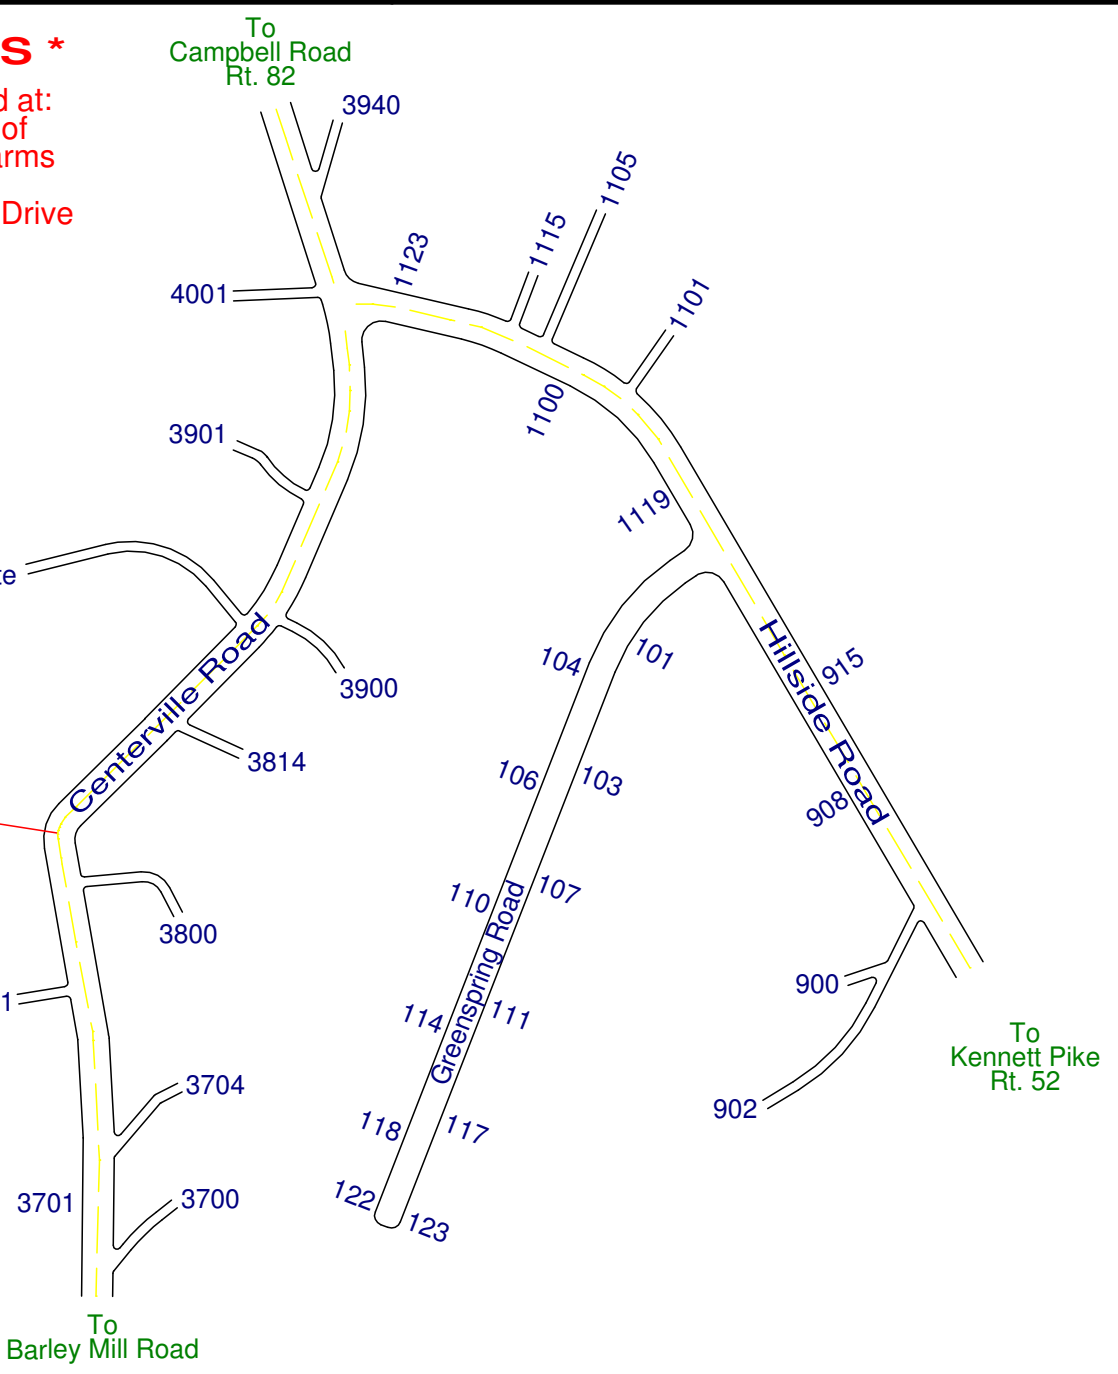 To
Campbell Road
Rt. 82
S *
d at:
of
arms
Drive
3940
1105
1115
1123
4001
1101
1100
3901
1119
te
Centerville Road
3900
3814
104
101
Hillside Road
915
106
103
908
110
107
3800
Greenspring Road
900
1
114
111
To
Kennett Pike
Rt. 52
3704
902
118
117
3701
3700
122
123
To
Barley Mill Road